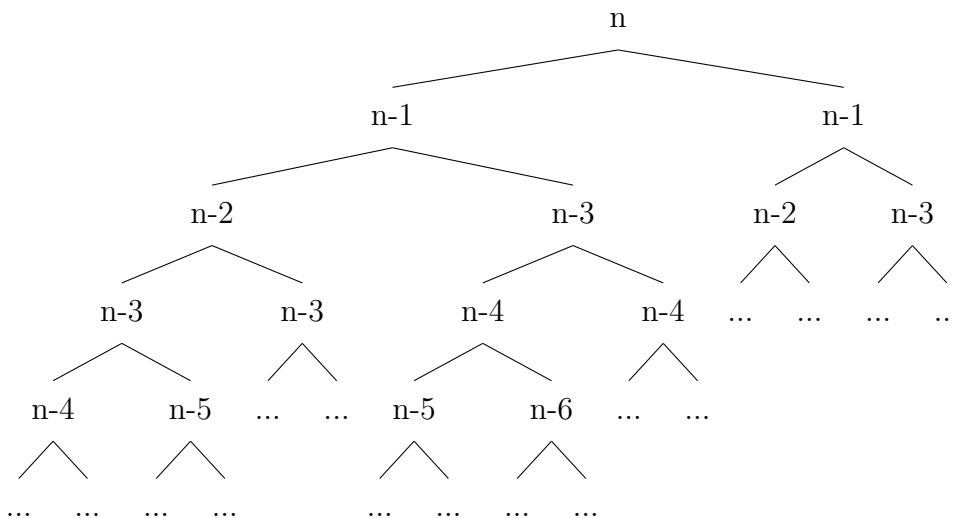 n
n-1 n-1
n-2 n-3 n-2 n-3
n-3 n-3 n-4 n-4 ... ... ... ..
n-4 n-5 ... ... n-5 n-6 ... ...
... ... ... ... ... ... ... ...